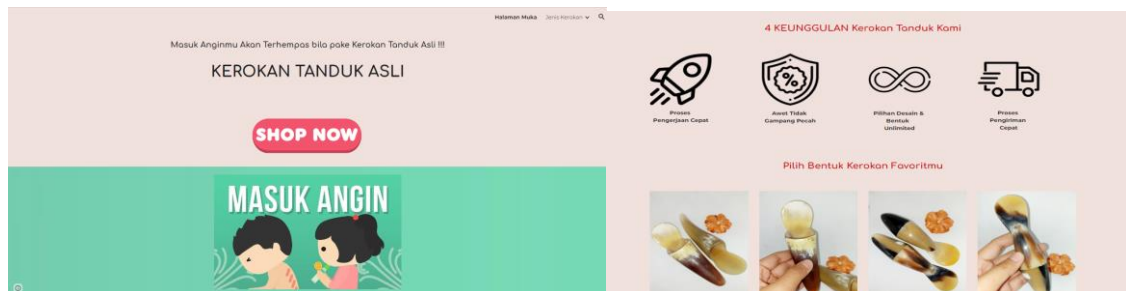 Halaman Muka Jenis Kerokan
Masuk Anginmu Akan Terhempas bila pake Kerokan Tanduk Asli !!!
KEROKAN TANDUK ASLI
SHOP NOW
MASUK ANGIN
4 KEUNGGULAN Kerokan Tanduk Kami
%
Proses
Pengerjaan Cepat
Awet Tidak
Gampang Pecah
Pilihan Desain &
Bentuk
Unlimited
Proses
Pengiriman
Cepat
Pilih Bentuk Kerokan Favoritmu